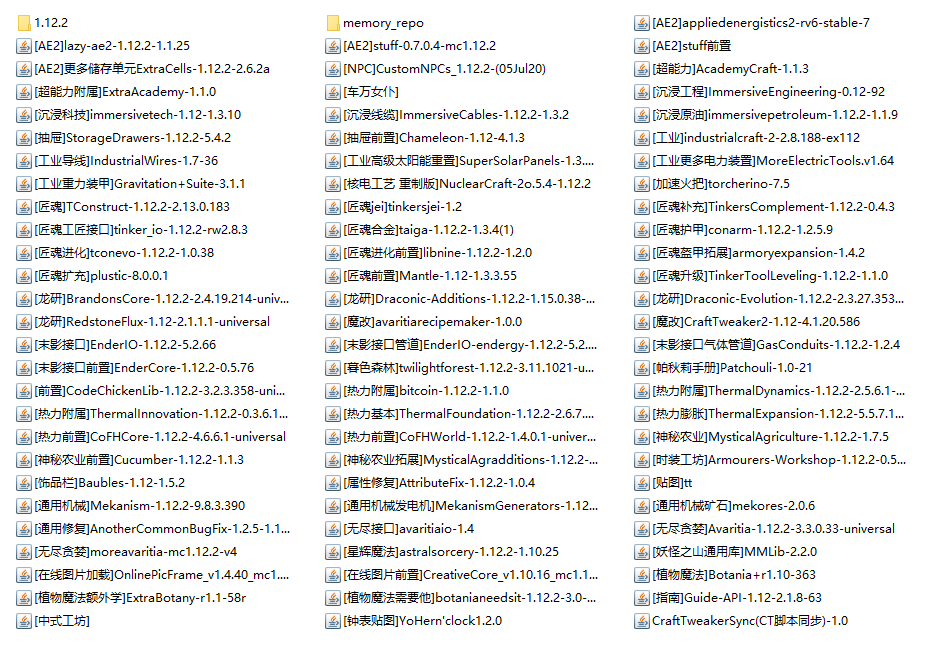 1.12.2
memory_repo
[AE2]appliedenergistics2-rv6-stable-7
[AE2]lazy-ae2-1.12.2-1.1.25
[AE2]stuff-0.7.0.4-mc1.12.2
[AE2]stuff前置
[AE2]更多储存单元ExtraCells-1.12.2-2.6.2a
[NPC]CustomNPCs_1.12.2-(05Jul20)
[超能力]AcademyCraft-1.1.3
[超能力附属]ExtraAcademy-1.1.0
[车万女仆]
[沉浸工程]ImmersiveEngineering-0.12-92
[沉浸科技]immersivetech-1.12-1.3.10
[沉浸线缆]ImmersiveCables-1.12.2-1.3.2
[沉浸原油]immersivepetroleum-1.12.2-1.1.9
[抽屉]StorageDrawers-1.12.2-5.4.2
[抽屉前置]Chameleon-1.12-4.1.3
[工业]industrialcraft-2-2.8.188-ex112
[工业导线]IndustrialWires-1.7-36
[工业高级太阳能重置]SuperSolarPanels-1.3....
[工业更多电力装置]MoreElectricTools.v1.64
[工业重力装甲]Gravitation+Suite-3.1.1
[核电工艺 重制版]NuclearCraft-2o.5.4-1.12.2
[加速火把]torcherino-7.5
[匠魂]TConstruct-1.12.2-2.13.0.183
[匠魂jei]tinkersjei-1.2
[匠魂补充]TinkersComplement-1.12.2-0.4.3
[匠魂工匠接口]tinker_io-1.12.2-rw2.8.3
[匠魂合金]taiga-1.12.2-1.3.4(1)
[匠魂护甲]conarm-1.12.2-1.2.5.9
[匠魂进化]tconevo-1.12.2-1.0.38
[匠魂进化前置]libnine-1.12.2-1.2.0
[匠魂盔甲拓展]armoryexpansion-1.4.2
[匠魂扩充]plustic-8.0.0.1
[匠魂前置]Mantle-1.12-1.3.3.55
[匠魂升级]TinkerToolLeveling-1.12.2-1.1.0
[龙研]BrandonsCore-1.12.2-2.4.19.214-univ...
[龙研]Draconic-Additions-1.12.2-1.15.0.38-...
[龙研]Draconic-Evolution-1.12.2-2.3.27.353...
[龙研]RedstoneFlux-1.12-2.1.1.1-universal
[魔改]avaritiarecipemaker-1.0.0
[魔改]CraftTweaker2-1.12-4.1.20.586
[末影接口]EnderIO-1.12.2-5.2.66
[末影接口管道]EnderIO-endergy-1.12.2-5.2....
[末影接口气体管道]GasConduits-1.12.2-1.2.4
[末影接口前置]EnderCore-1.12.2-0.5.76
[暮色森林]twilightforest-1.12.2-3.11.1021-u...
[帕秋莉手册]Patchouli-1.0-21
[前置]CodeChickenLib-1.12.2-3.2.3.358-uni...
[热力附属]bitcoin-1.12.2-1.1.0
[热力附属]ThermalDynamics-1.12.2-2.5.6.1-...
[热力附属]ThermalInnovation-1.12.2-0.3.6.1...
[热力基本]ThermalFoundation-1.12.2-2.6.7....
[热力膨胀]ThermalExpansion-1.12.2-5.5.7.1...
[热力前置]CoFHCore-1.12.2-4.6.6.1-universal
[热力前置]CoFHWorld-1.12.2-1.4.0.1-univer...
[神秘农业]MysticalAgriculture-1.12.2-1.7.5
[神秘农业前置]Cucumber-1.12.2-1.1.3
[神秘农业拓展]MysticalAgradditions-1.12.2-...
[时装工坊]Armourers-Workshop-1.12.2-0.5...
[饰品栏]Baubles-1.12-1.5.2
[属性修复]AttributeFix-1.12.2-1.0.4
[贴图]tt
[通用机械]Mekanism-1.12.2-9.8.3.390
[通用机械发电机]MekanismGenerators-1.12...
[通用机械矿石]mekores-2.0.6
[通用修复]AnotherCommonBugFix-1.2.5-1.1...
[无尽接口]avaritiaio-1.4
[无尽贪婪]Avaritia-1.12.2-3.3.0.33-universal
[无尽贪婪]moreavaritia-mc1.12.2-v4
[星辉魔法]astralsorcery-1.12.2-1.10.25
[妖怪之山通用库]MMLib-2.2.0
[在线图片加载]OnlinePicFrame_v1.4.40_mc1....
[在线图片前置]CreativeCore_v1.10.16_mc1.1...
[植物魔法]Botania+r1.10-363
[植物魔法额外学]ExtraBotany-r1.1-58r
[植物魔法需要他]botanianeedsit-1.12.2-3.0-...
[指南]Guide-API-1.12-2.1.8-63
[中式工坊]
[钟表贴图]YoHern'clock1.2.0
CraftTweakerSync(CT脚本同步)-1.0